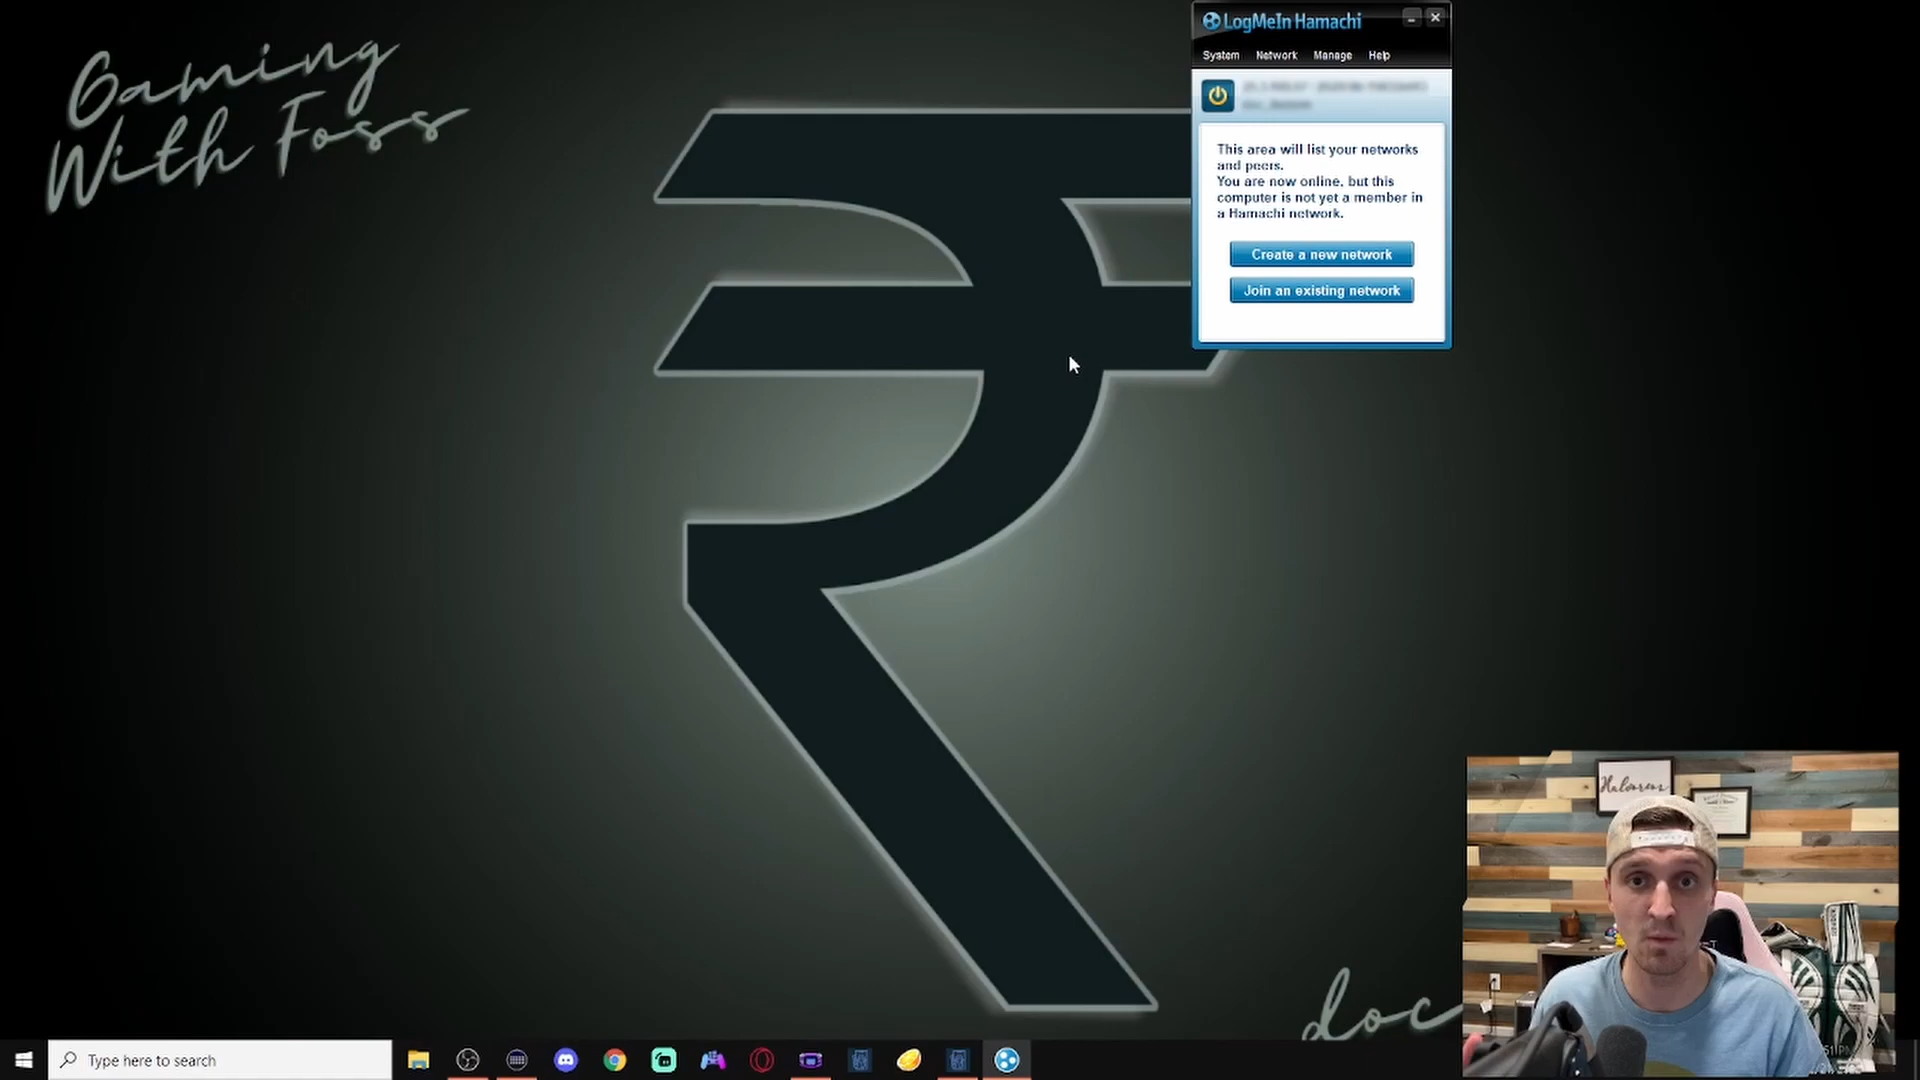 Gaming
With Foss
LogMeIn Hamachi
System Network Manage Help
This area will list your networks
and peers.
You are now online, but this
computer is not yet a member in
a Hamachi network.
Create a new network
Join an existing network
doc
Type here to search